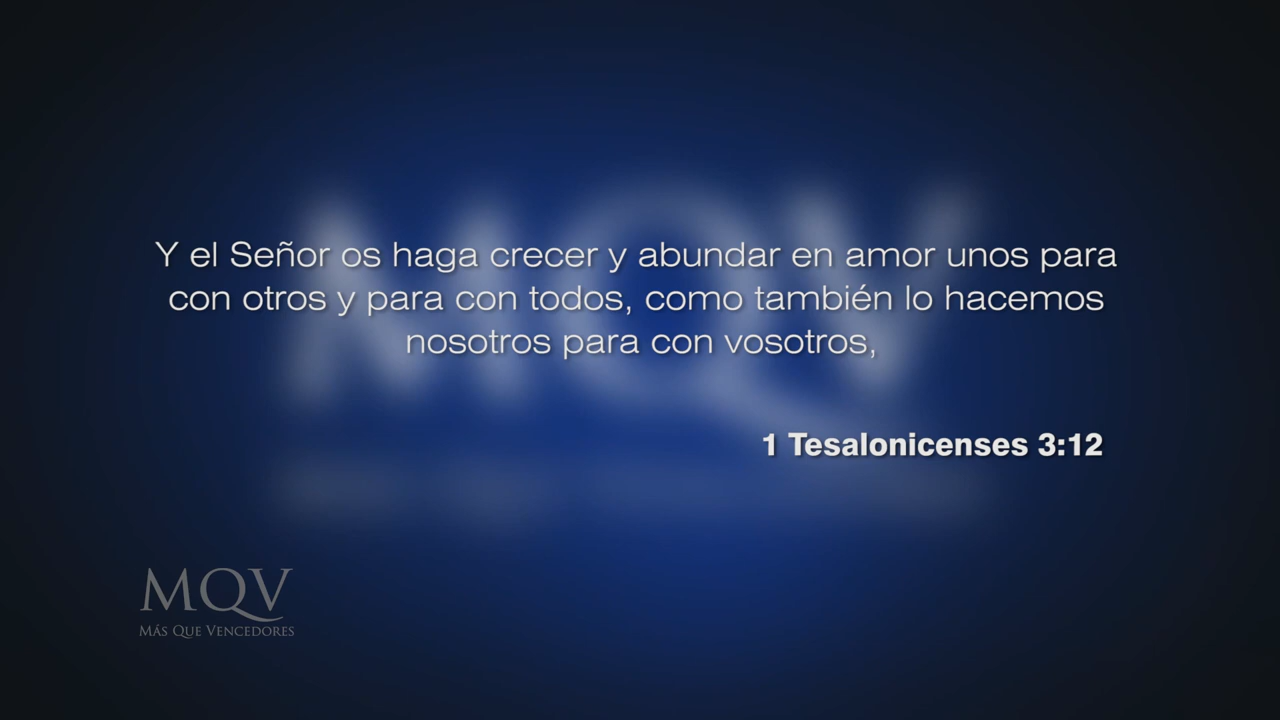 Y el Señor os haga crecer y abundar en amor unos para
con otros y para con todos, como también lo hacemos
nosotros para con vosotros,
1 Tesalonicenses 3:12
MQV
MÁS QUE VENCEDORES